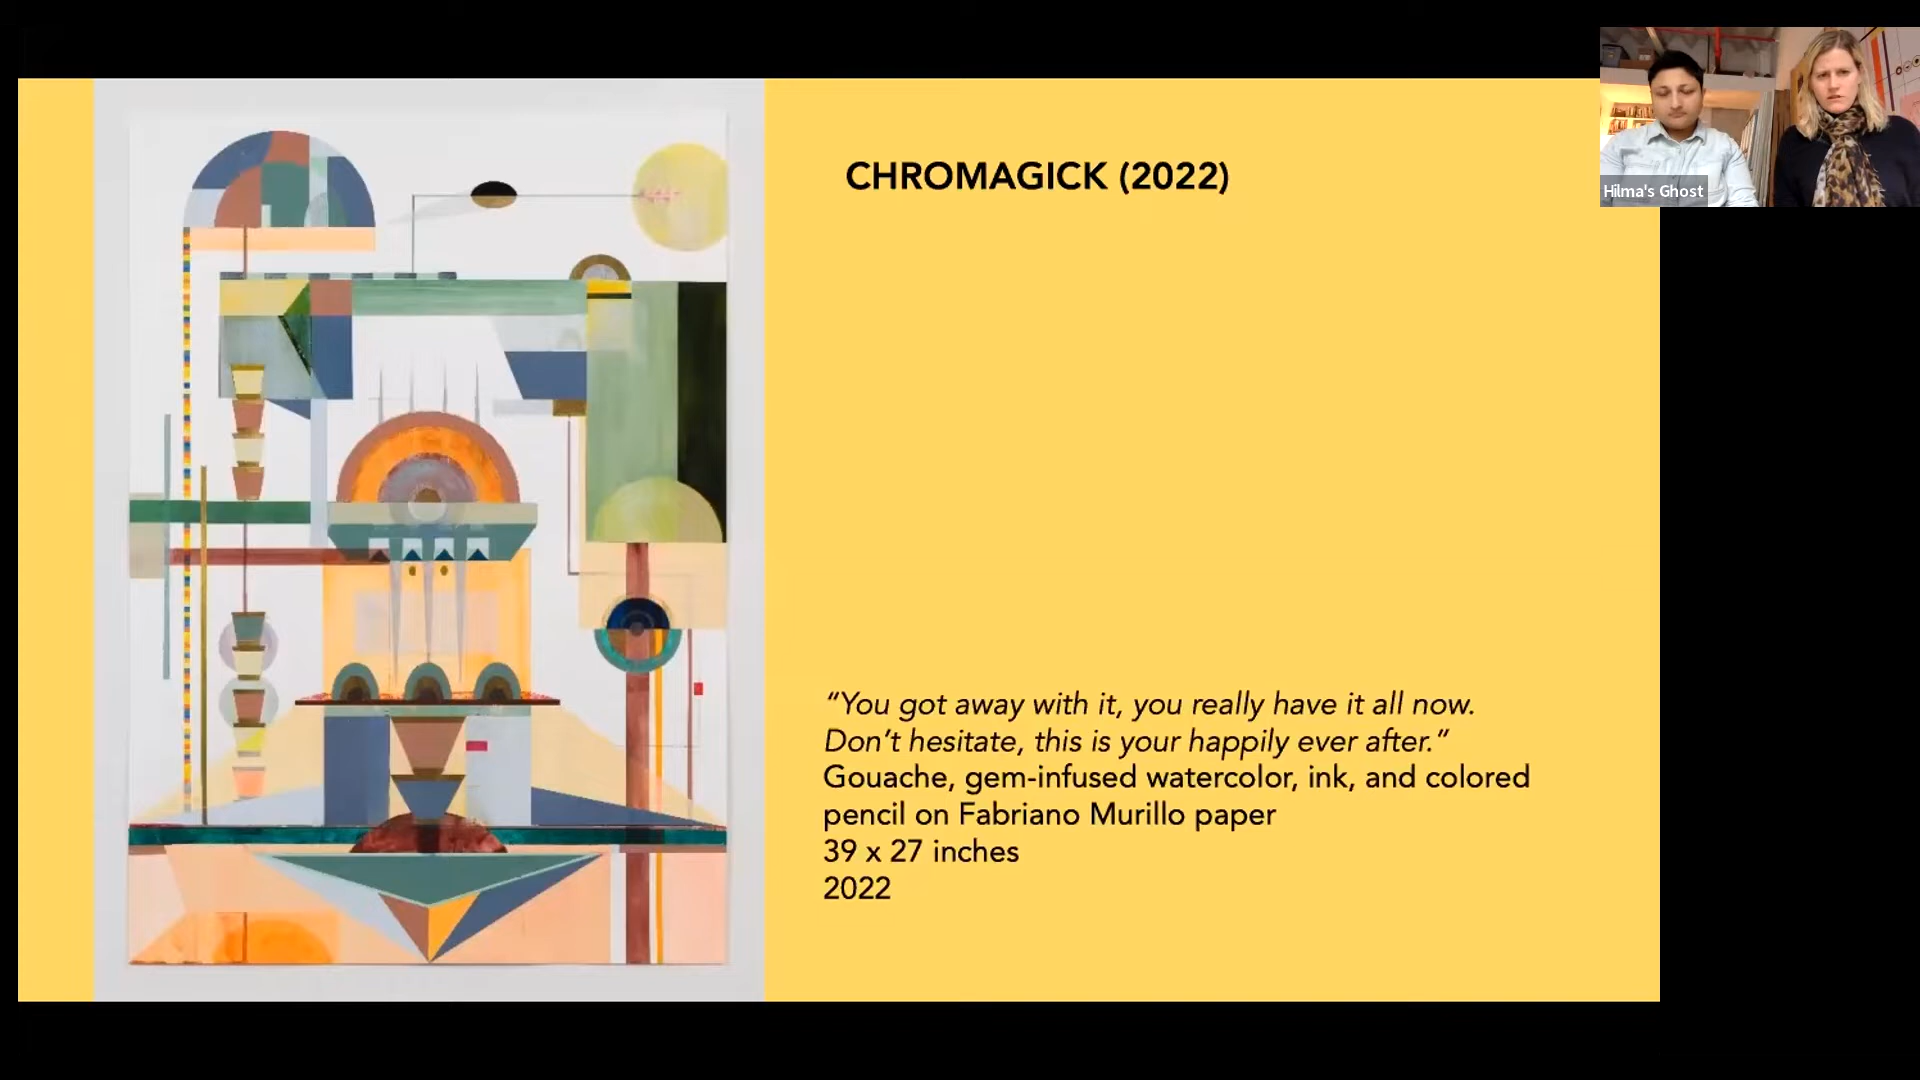 CHROMAGICK (2022)
Hilma's Ghost
“You got away with it, you really have it all now.
Don’t hesitate, this is your happily ever after.”
Gouache, gem-infused watercolor, ink, and colored
pencil on Fabriano Murillo paper
39 x 27 inches
2022